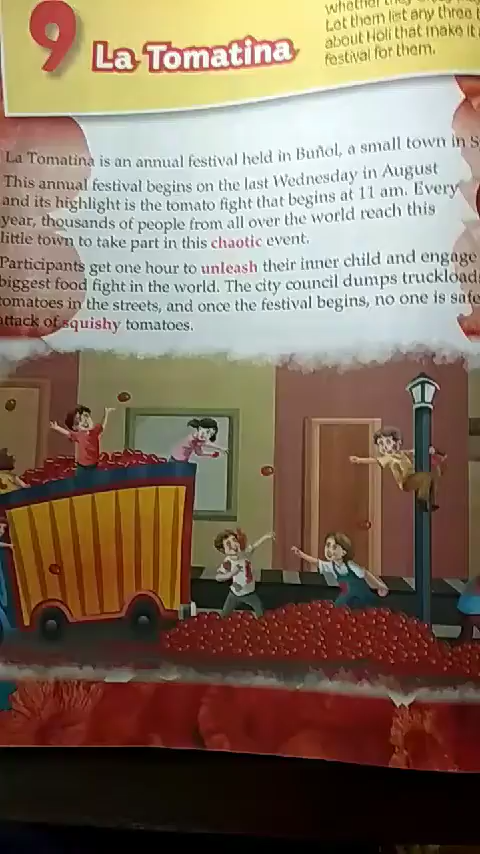 9
La Tomatina
whether they
Let them list any three
about Holi that make it
festival for them.
La Tomatina is an annual festival held in Buñol, a small town in S
This annual festival begins on the last Wednesday in August
and its highlight is the tomato fight that begins at 11 am. Every
year, thousands of people from all over the world reach this
little town to take part in this chaotic event.
Participants get one hour to unleash their inner child and engage
biggest food fight in the world. The city council dumps truckloads
tomatoes in the streets, and once the festival begins, no one is safe
attack of squishy tomatoes.